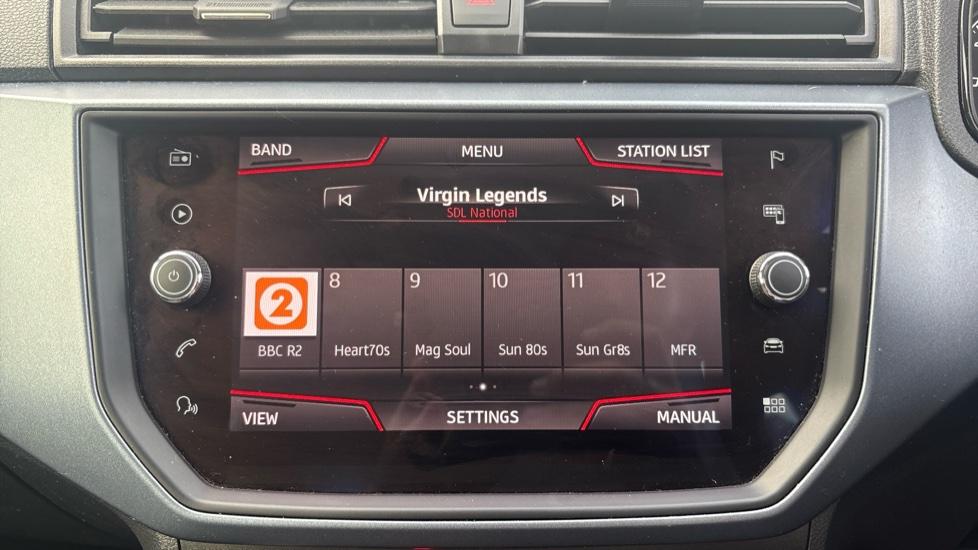 BAND MENU STATION LIST
Virgin Legends
SDL National
2 8 9 10 11 12
BBC R2 Heart70s Mag Soul Sun 80s Sun Gr8s MFR
VIEW SETTINGS MANUAL